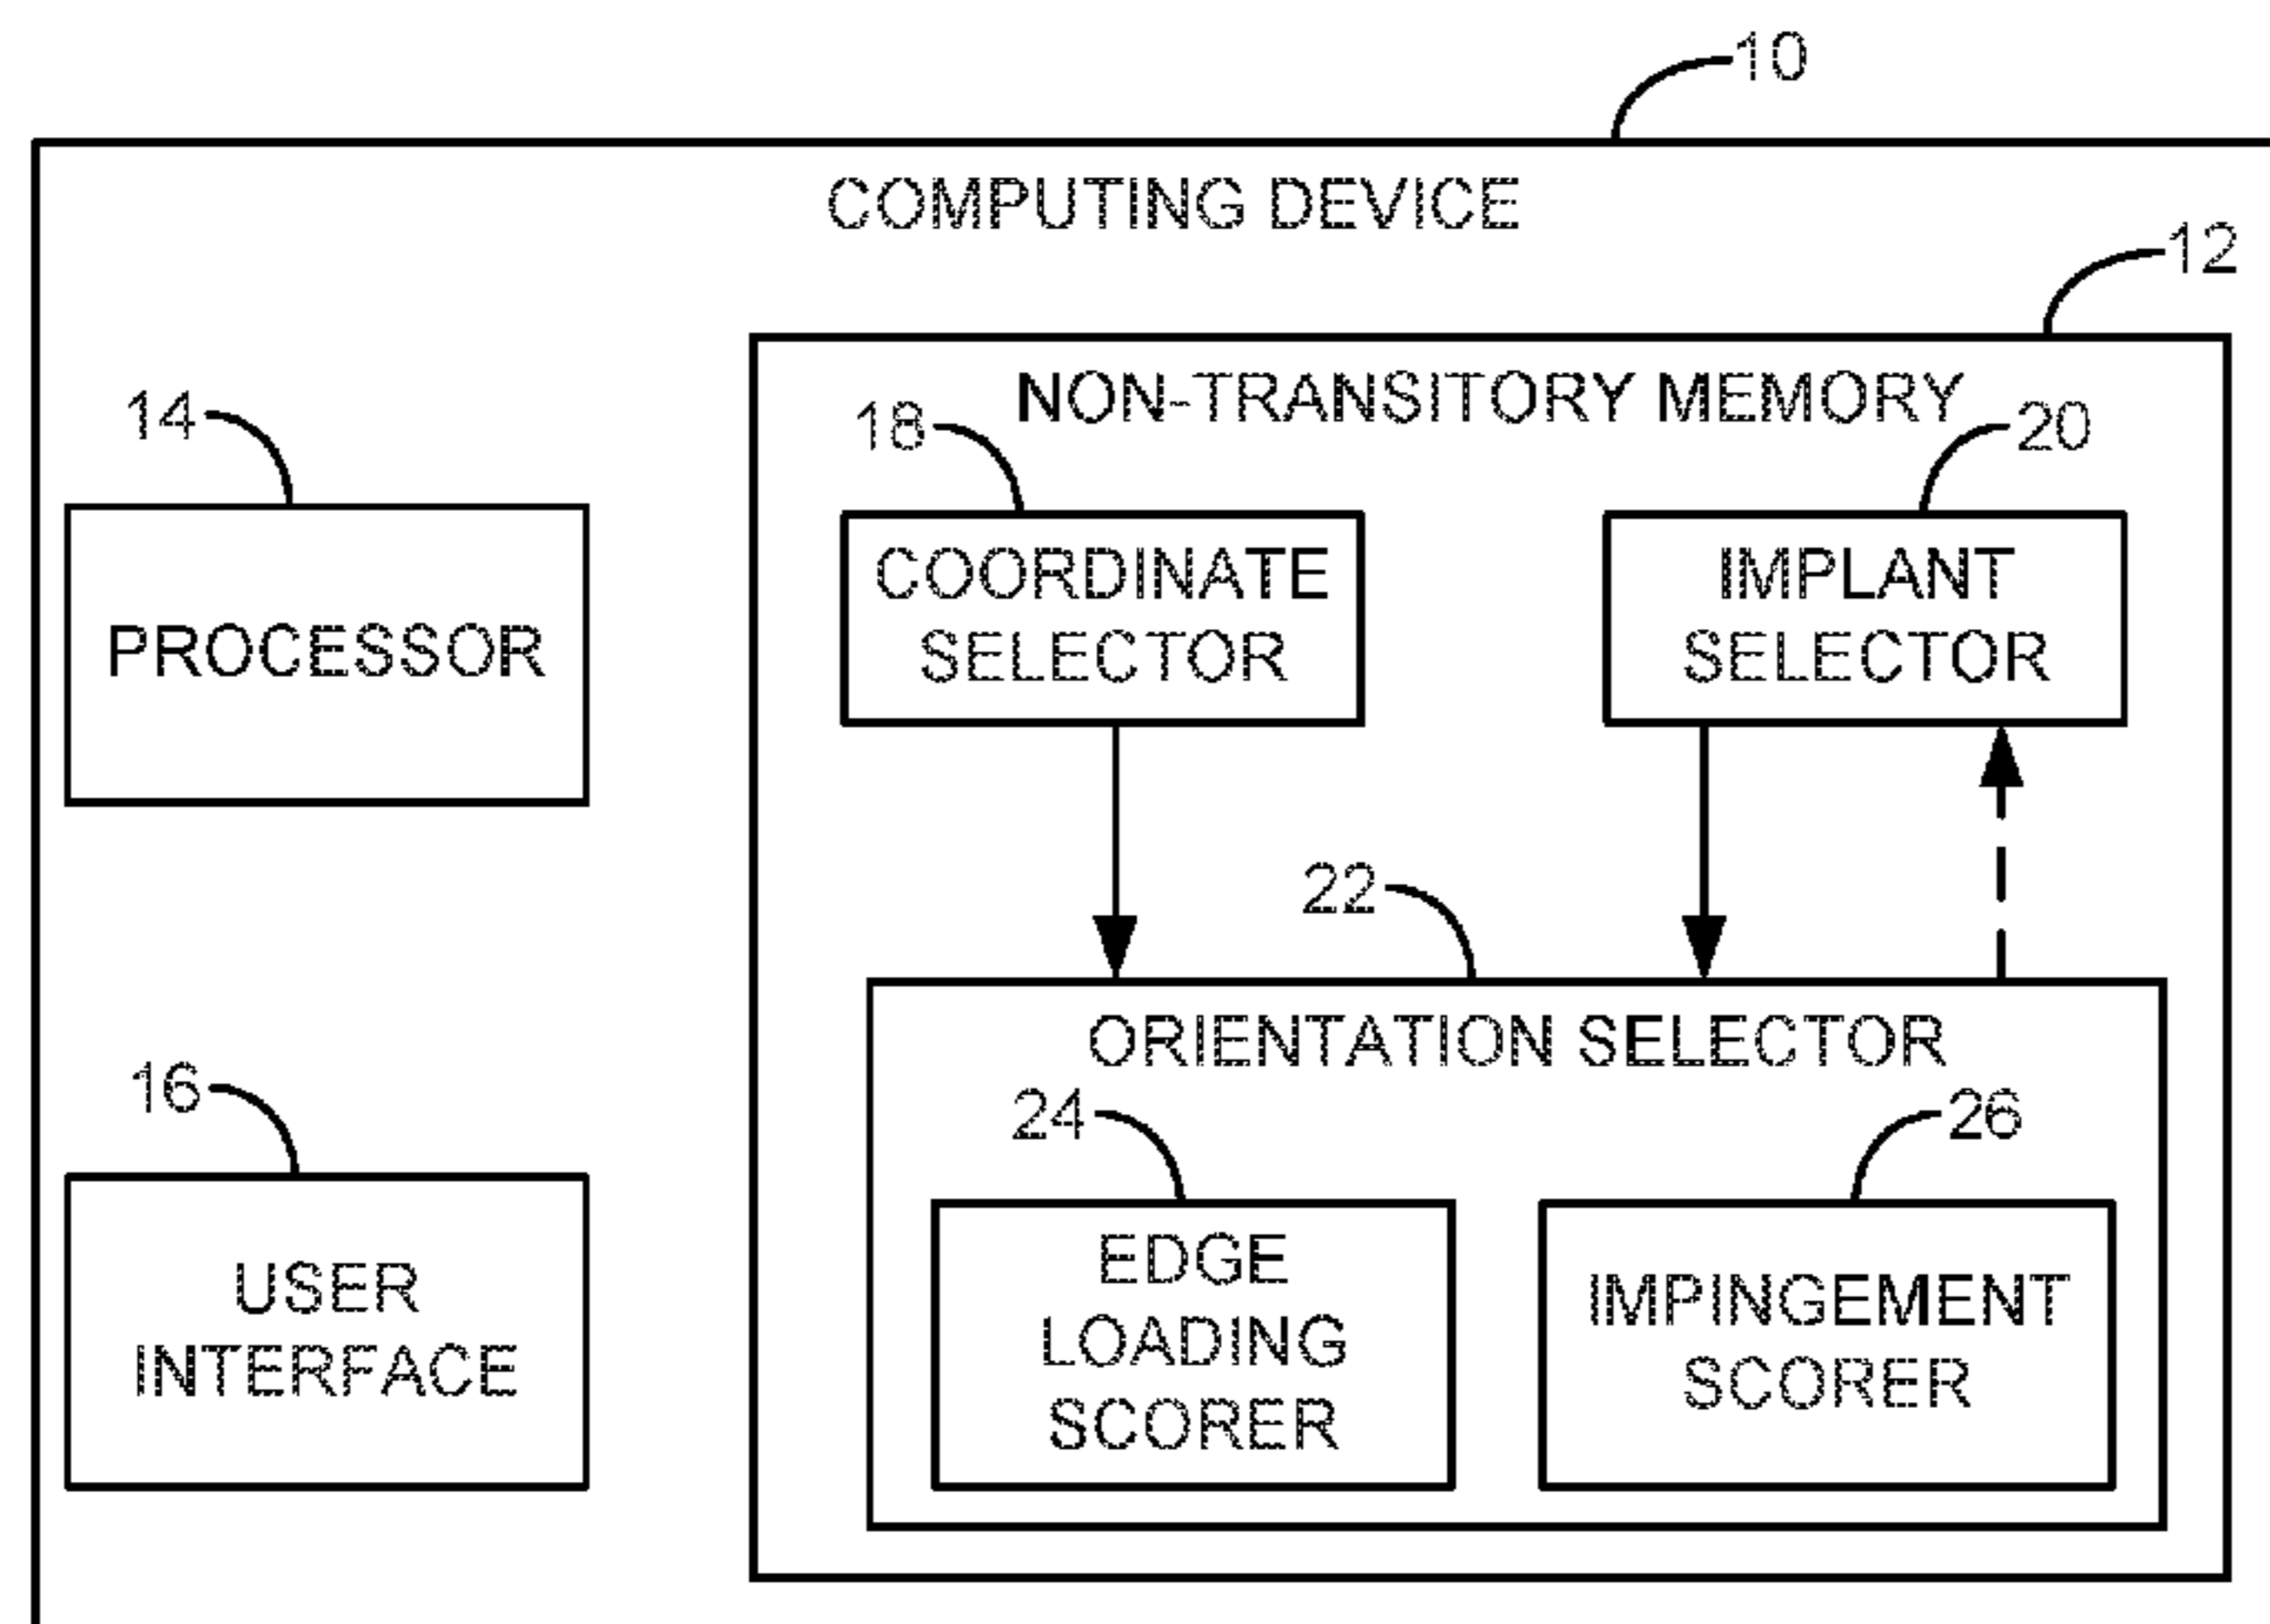 10
COMPUTING DEVICE
12
NON-TRANSITORY MEMORY
14
18
20
PROCESSOR
COORDINATE
SELECTOR
IMPLANT
SELECTOR
22
ORIENTATION SELECTOR
16
24
26
USER
INTERFACE
EDGE
LOADING
SCORER
IMPINGEMENT
SCORER